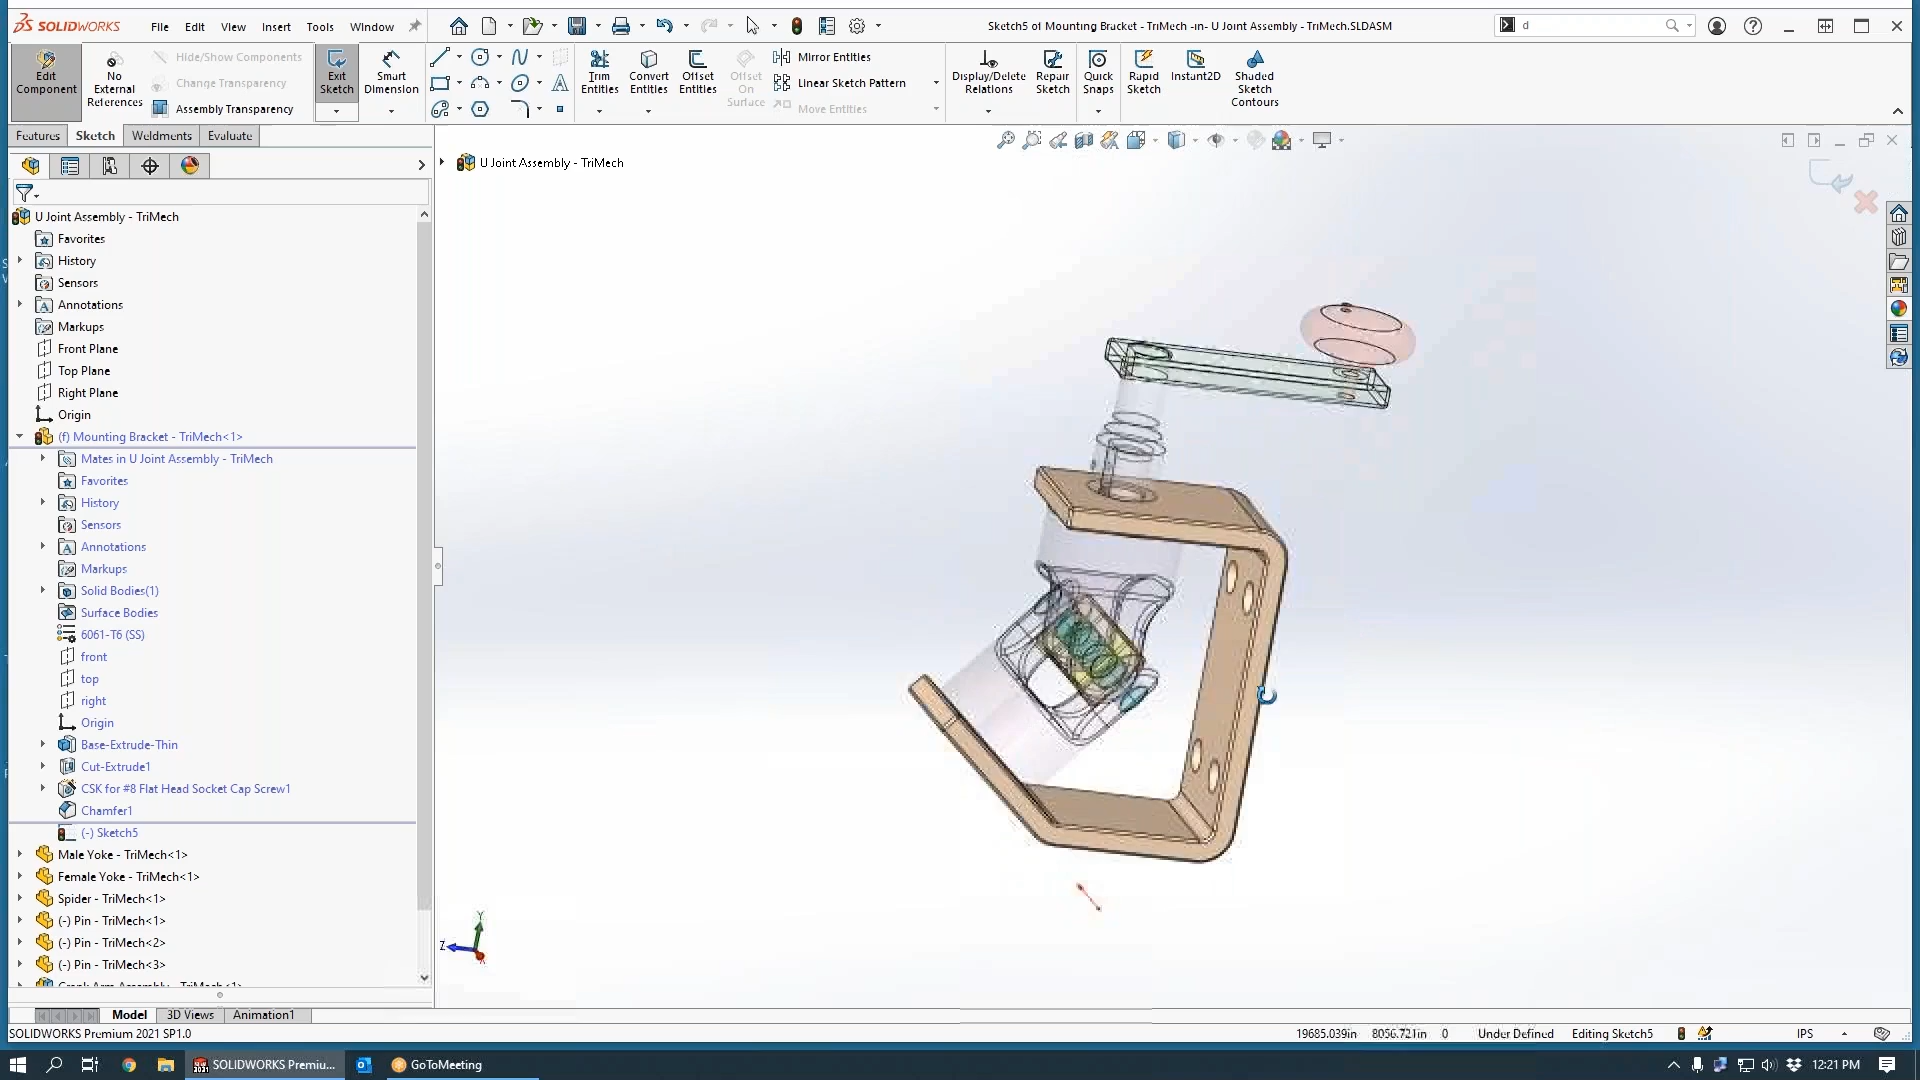 SOLIDWORKS
File Edit View Insert Tools Window
Sketch5 of Mounting Bracket - TriMech -in- U Joint Assembly - TriMech.SLDASM
d
Edit Component
No External References
Hide/Show Components
Change Transparency
Assembly Transparency
Exit Sketch
Smart Dimension
Trim Entities
Convert Entities
Offset Entities
Offset On Surface
Mirror Entities
Linear Sketch Pattern
Move Entities
Display/Delete Relations
Repair Sketch
Quick Snaps
Rapid Sketch
Instant2D
Shaded Sketch Contours
Features Sketch Weldments Evaluate
U Joint Assembly - TriMech
U Joint Assembly - TriMech
Favorites
History
Sensors
Annotations
Markups
Front Plane
Top Plane
Right Plane
Origin
(f) Mounting Bracket - TriMech<1>
Mates in U Joint Assembly - TriMech
Favorites
History
Sensors
Annotations
Markups
Solid Bodies(1)
Surface Bodies
6061-T6 (SS)
front
top
right
Origin
Base-Extrude-Thin
Cut-Extrude1
CSK for #8 Flat Head Socket Cap Screw1
Chamfer1
(-) Sketch5
Male Yoke - TriMech<1>
Female Yoke - TriMech<1>
Spider - TriMech<1>
(-) Pin - TriMech<1>
(-) Pin - TriMech<2>
(-) Pin - TriMech<3>
Crank Arm Assembly - TriMech<1>
Y
Z
Model 3D Views Animation1
SOLIDWORKS Premium 2021 SP1.0
19685.039in 8056.721in 0 Under Defined Editing Sketch5 IPS
SOLIDWORKS Premiu...
GoToMeeting
12:21 PM